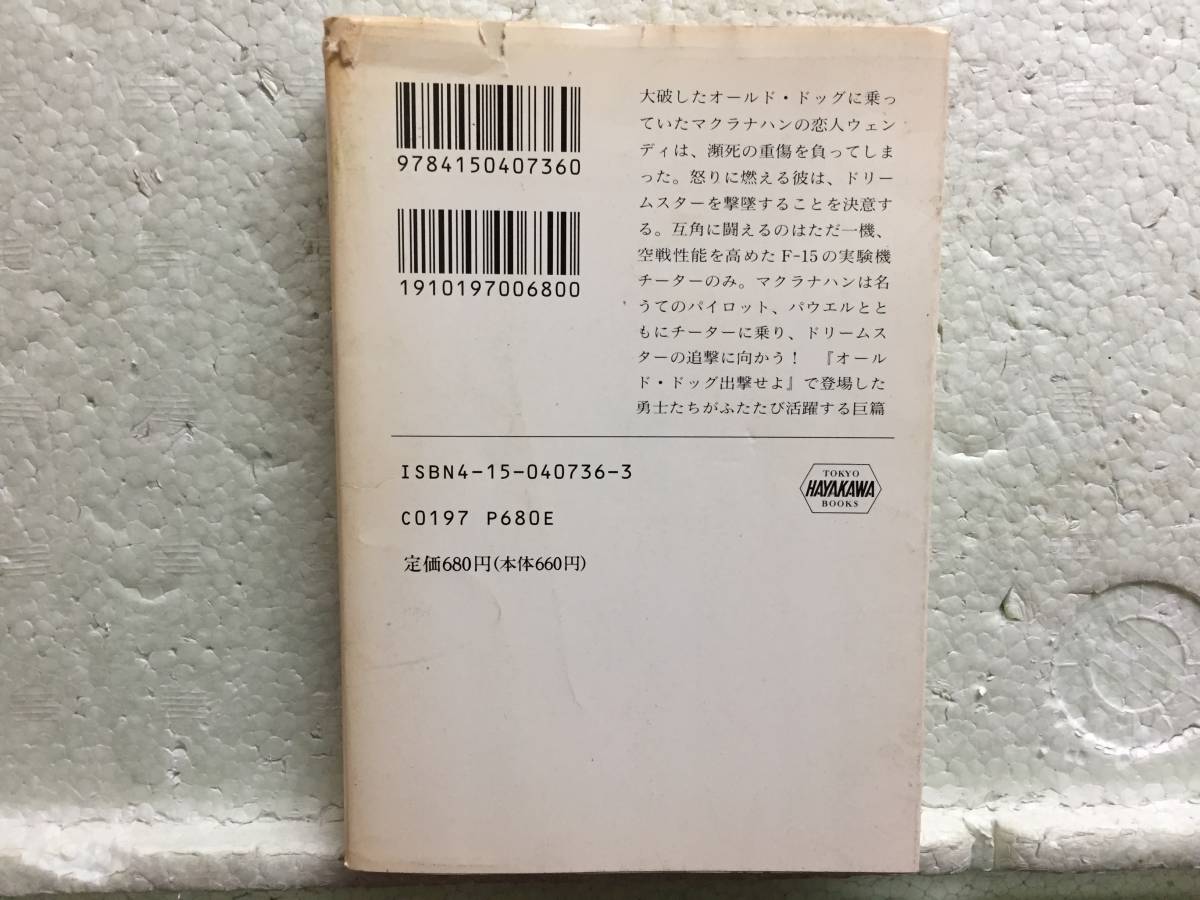 9784150407360
1910197006800
大破したオールド・ドッグに乗っ
ていたマクラナハンの恋人ウェン
ディは、瀕死の重傷を負ってしま
った。怒りに燃える彼は、ドリー
ムスターを撃墜することを決意す
る。互角に闘えるのはただ一機、
空戦性能を高めたF-15の実験機
チーターのみ。マクラナハンは名
うてのパイロット、パウエルとと
もにチーターに乗り、ドリームス
ターの追撃に向かう！　『オール
ド・ドッグ出撃せよ』で登場した
勇士たちがふたたび活躍する巨篇
ISBN4-15-040736-3
C0197 P680E
定価680円(本体660円)
TOKYO
HAYAKAWA
BOOKS